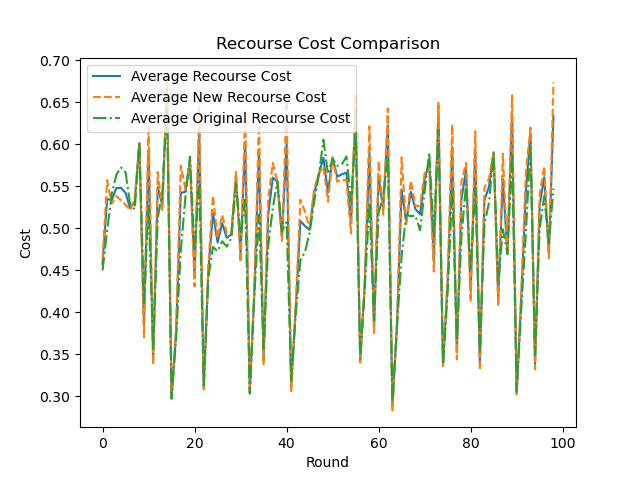 Recourse Cost Comparison
Average Recourse Cost
Average New Recourse Cost
Average Original Recourse Cost
0.70
0.65
0.60
0.55
0.50
0.45
0.40
0.35
0.30
Cost
0 20 40 60 80 100
Round